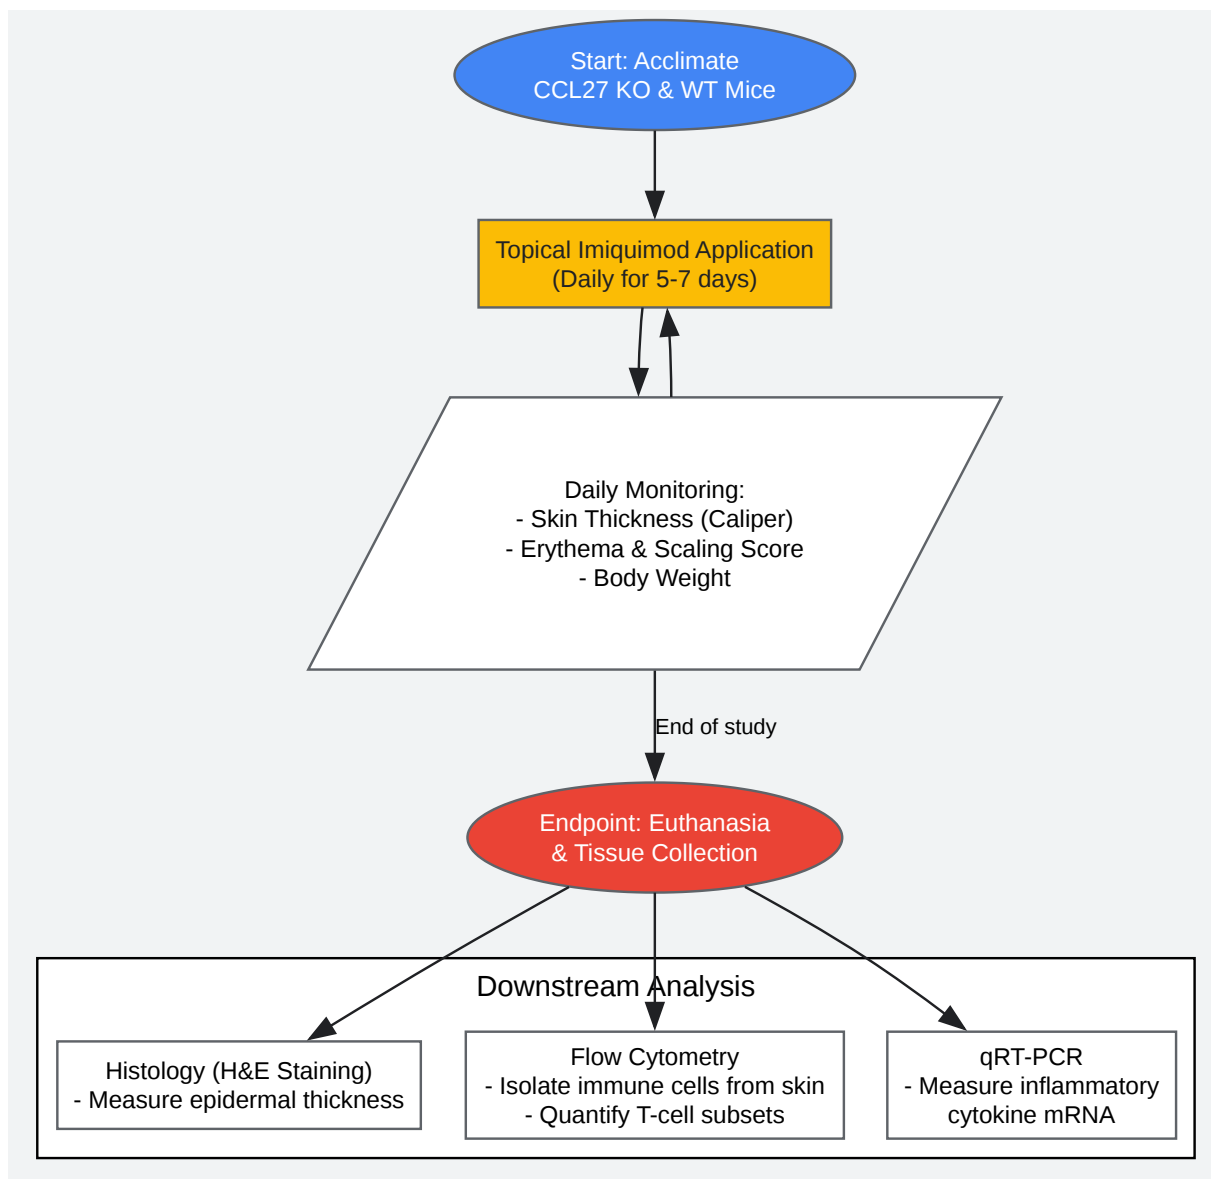 Start: Acclimate
CCL27 KO & WT Mice
Topical Imiquimod Application
(Daily for 5-7 days)
Daily Monitoring:
- Skin Thickness (Caliper)
- Erythema & Scaling Score
- Body Weight
End of study
Endpoint: Euthanasia
& Tissue Collection
Downstream Analysis
Histology (H&E Staining)
- Measure epidermal thickness
Flow Cytometry
- Isolate immune cells from skin
- Quantify T-cell subsets
qRT-PCR
- Measure inflammatory
cytokine mRNA